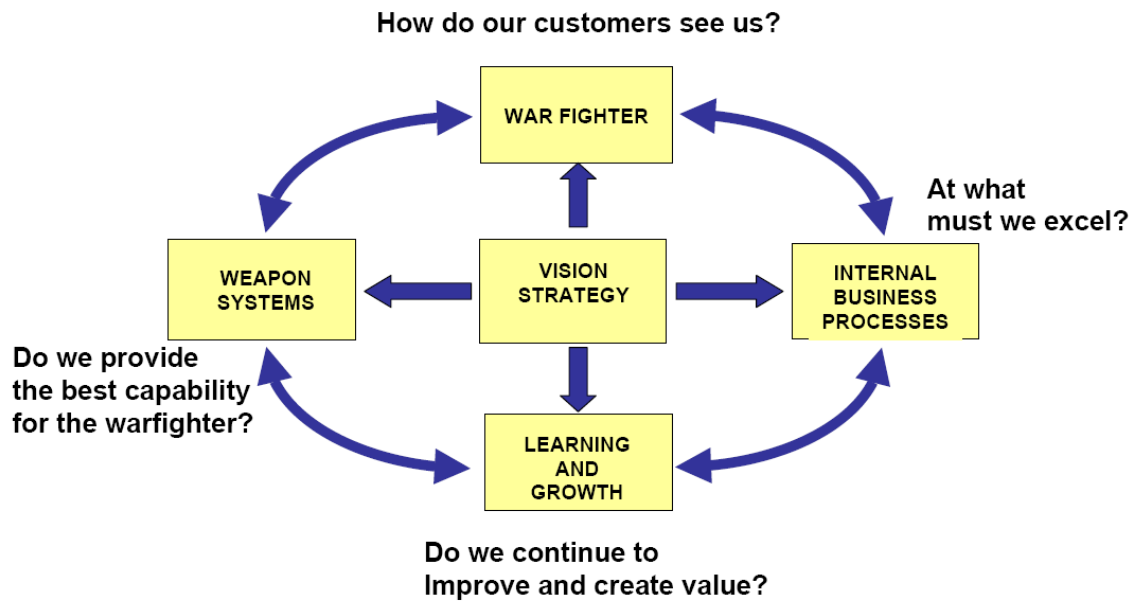 How do our customers see us?
WAR FIGHTER
At what
must we excel?
WEAPON
SYSTEMS
VISION
STRATEGY
INTERNAL
BUSINESS
PROCESSES
Do we provide
the best capability
for the warfighter?
LEARNING
AND
GROWTH
Do we continue to
Improve and create value?